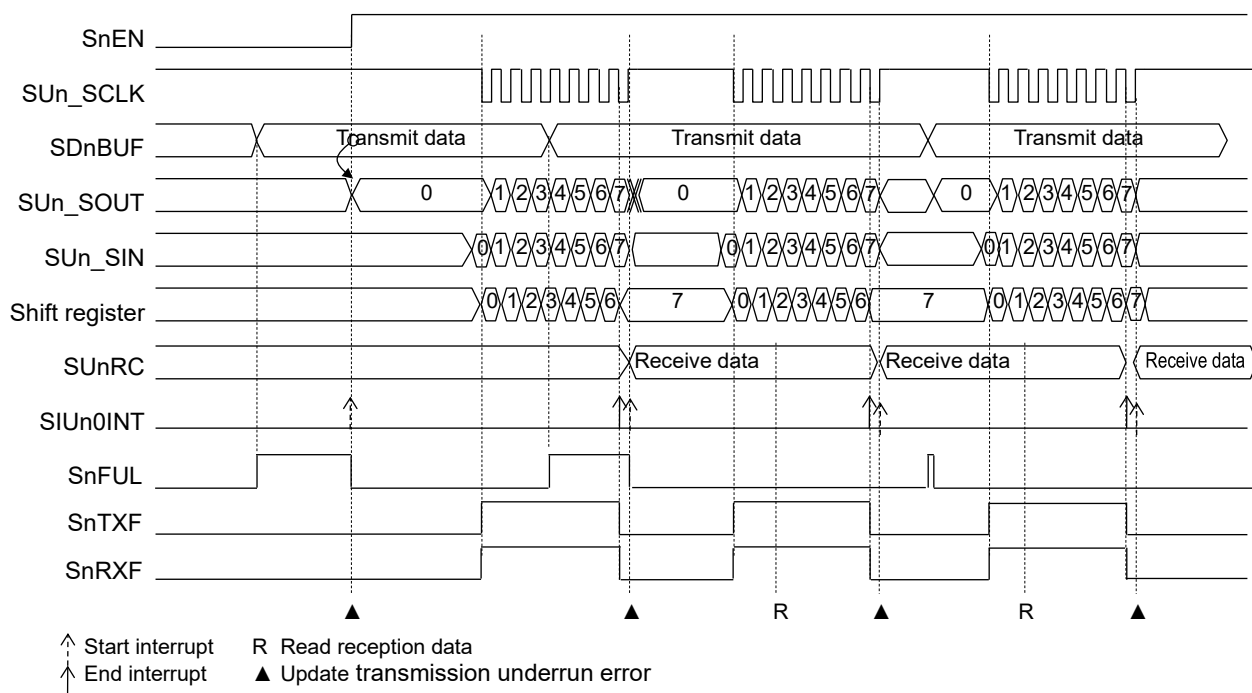 SnEN
SUn_SCLK
SDnBUF Transmit data Transmit data Transmit data
SUn_SOUT 0 1 2 3 4 5 6 7 0 1 2 3 4 5 6 7 0 1 2 3 4 5 6 7
SUn_SIN 0 1 2 3 4 5 6 7 0 1 2 3 4 5 6 7 0 1 2 3 4 5 6 7
Shift register 0 1 2 3 4 5 6 7 0 1 2 3 4 5 6 7 0 1 2 3 4 5 6 7
SUnRC Receive data Receive data Receive data
SIUn0INT
SnFUL
SnTXF
SnRXF
▲ ▲ R ▲ R ▲
Start interrupt R Read reception data
End interrupt ▲ Update transmission underrun error